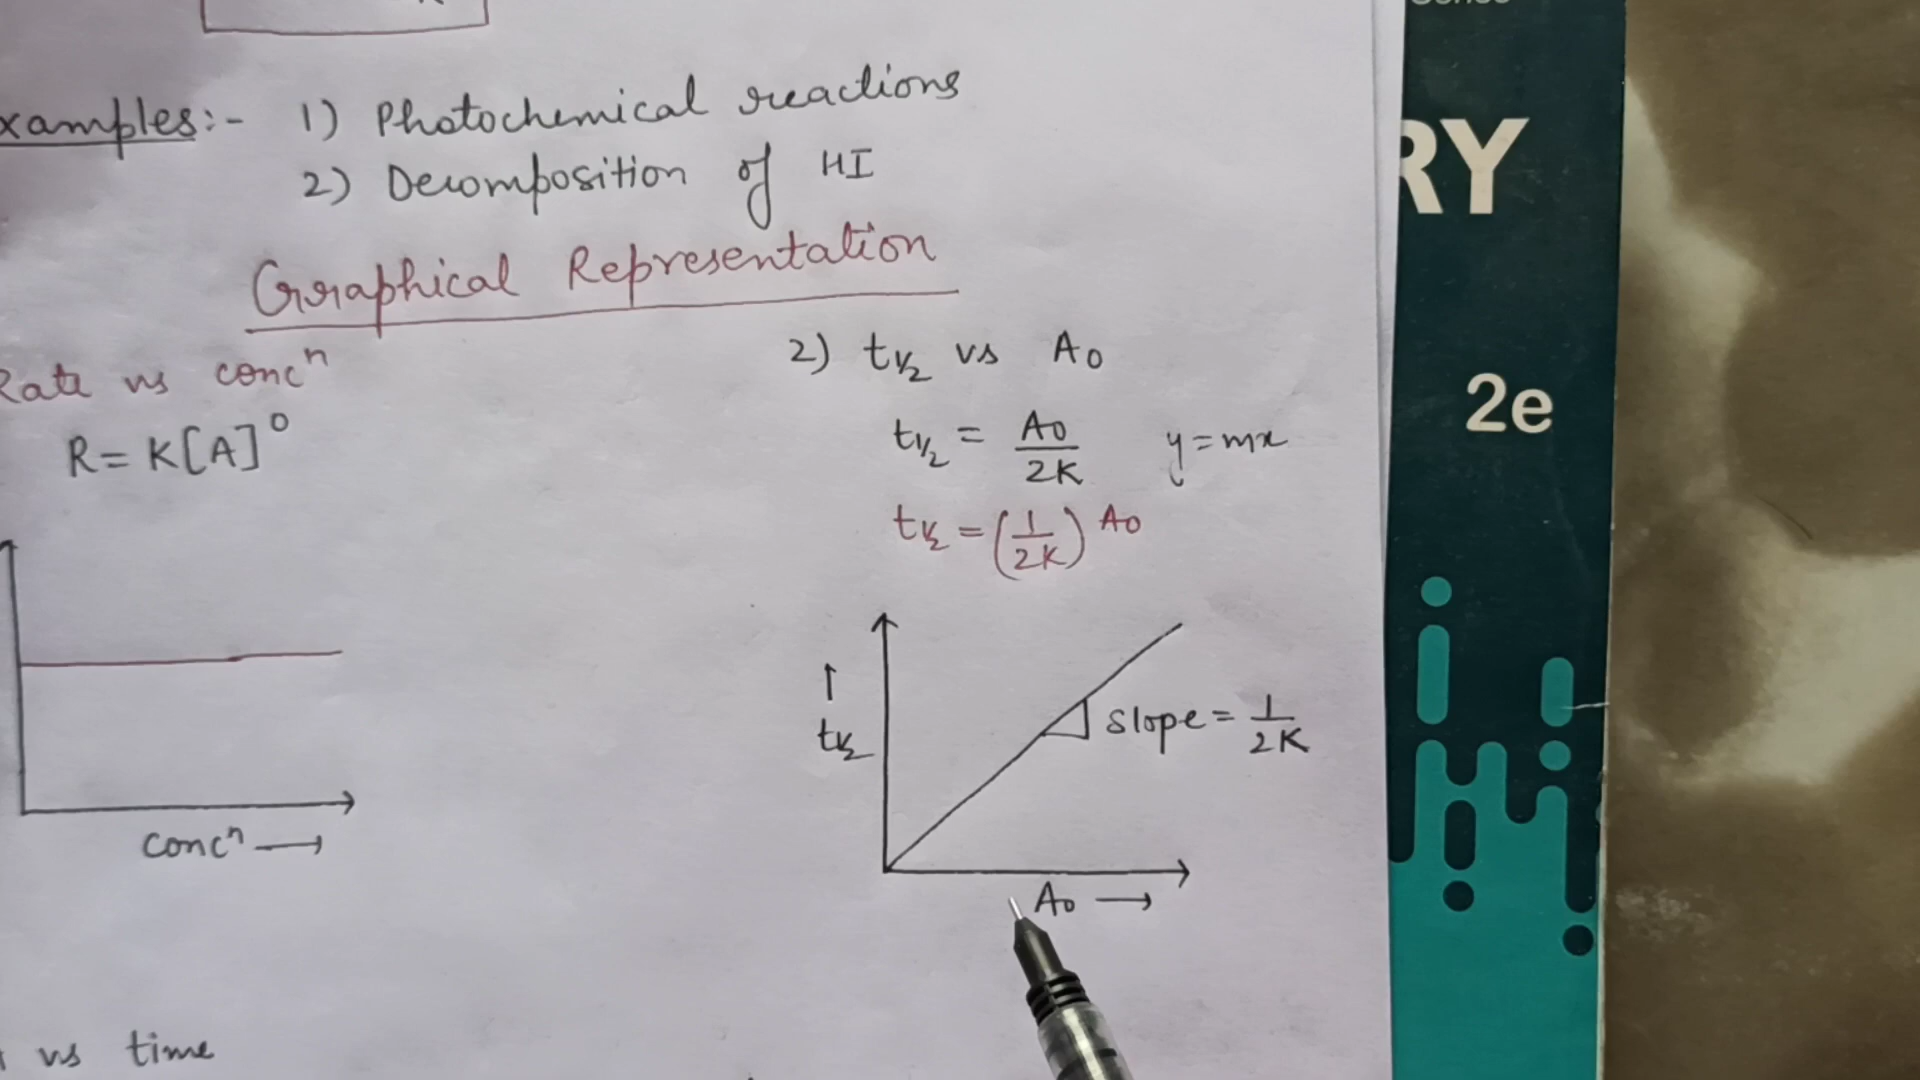 xamples:- 1) Photochemical reactions
2) Decomposition of HI
Graphical Representation
Rate vs concⁿ
R = K[A]⁰
concⁿ →
vs time
2) t½ vs A₀
t½ = A₀/2K y = mx
t½ = (1/2K) A₀
↑ t½
slope = 1/2K
A₀ →
RY
2e